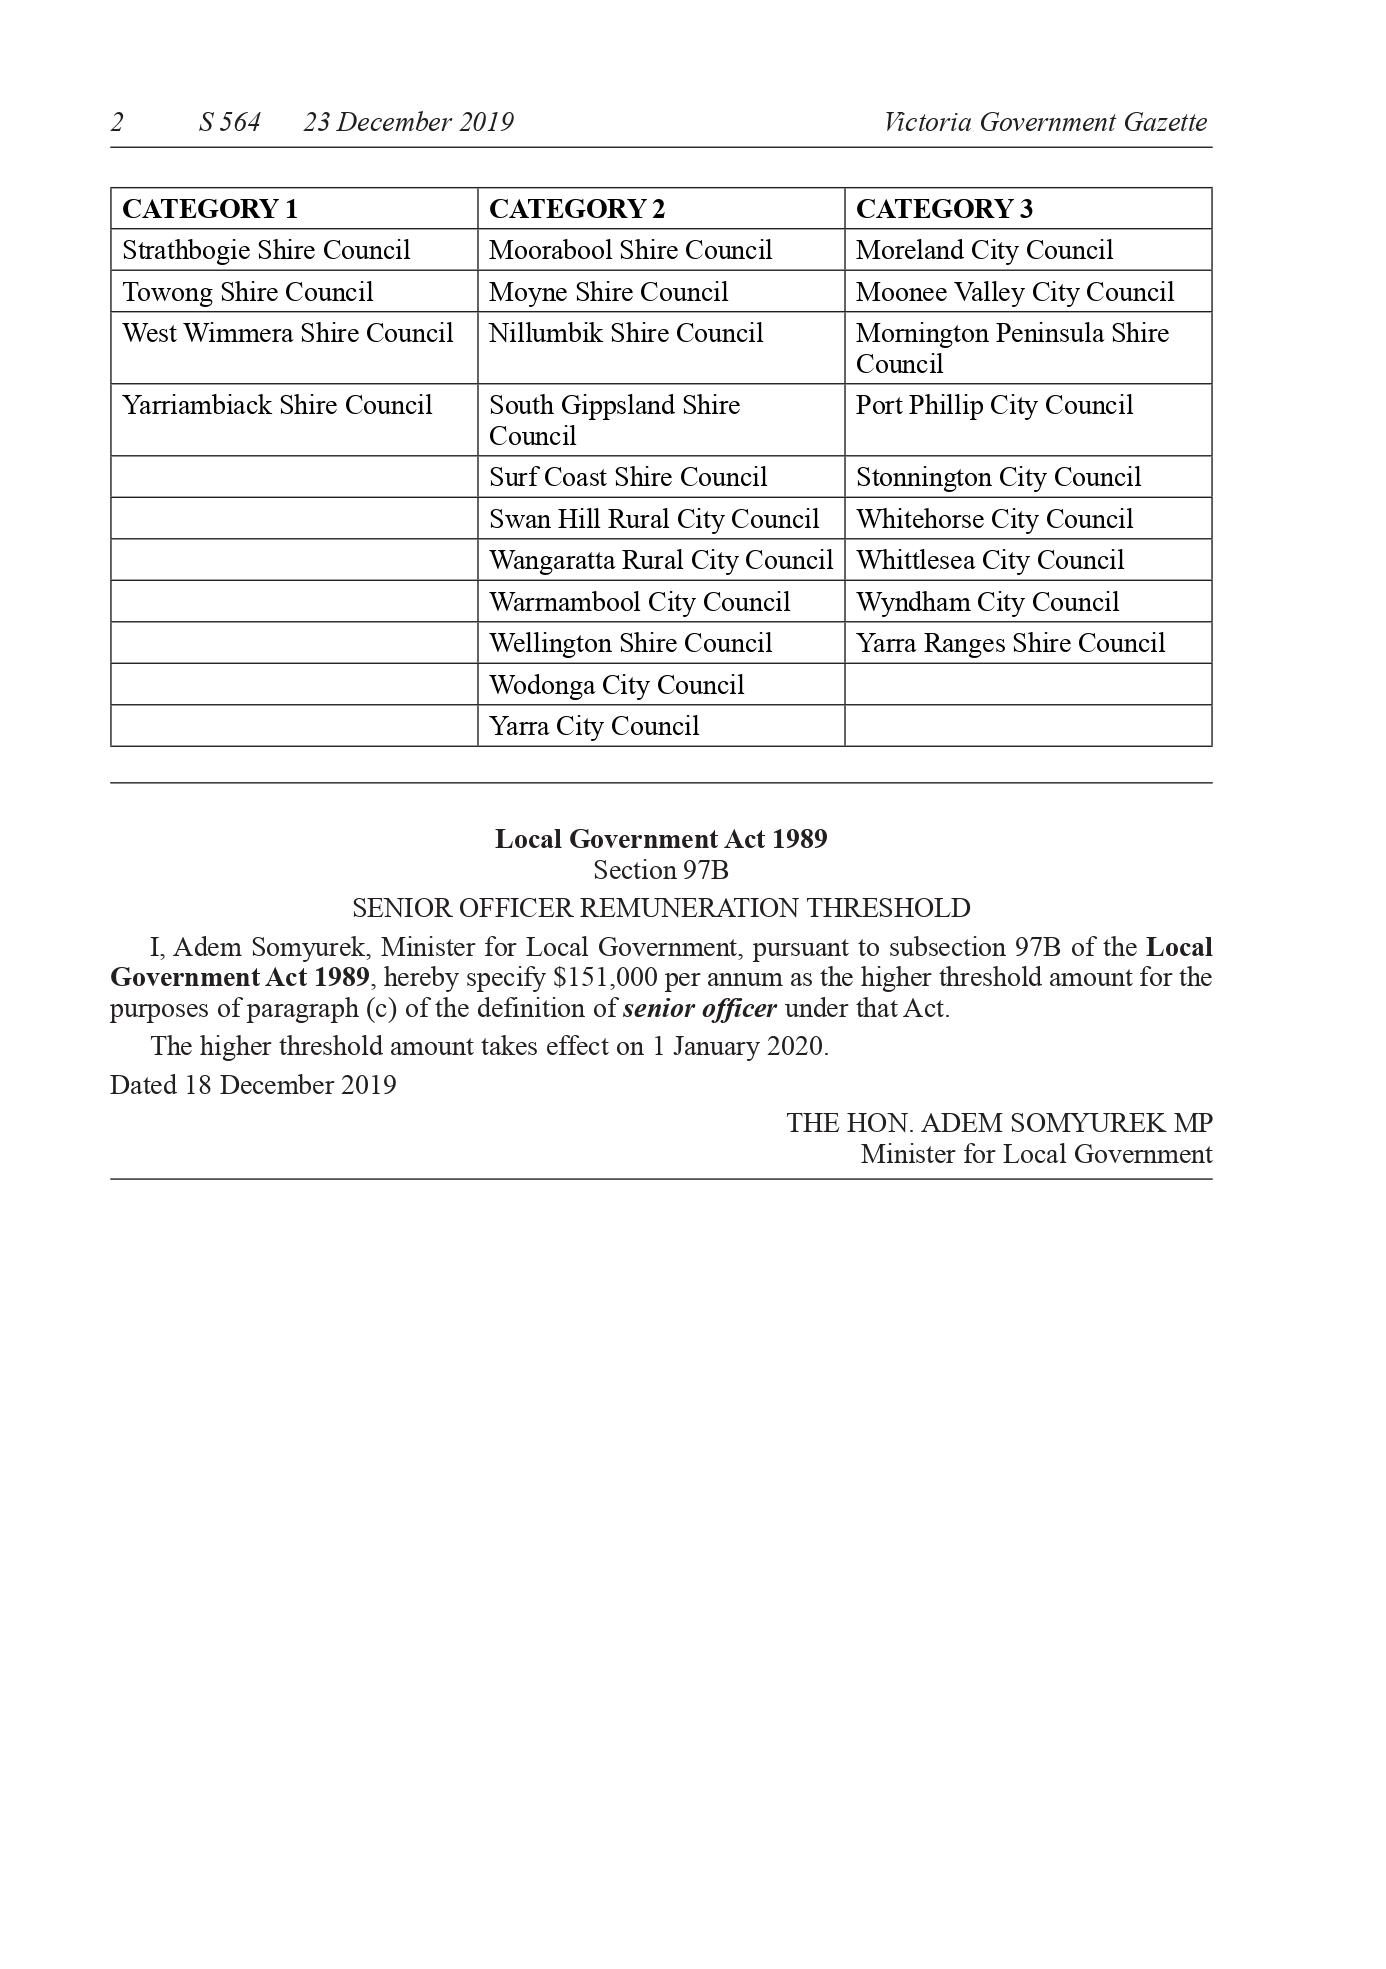 2 S 564 23 December 2019 Victoria Government Gazette
CATEGORY 1 CATEGORY 2 CATEGORY 3
Strathbogie Shire Council Moorabool Shire Council Moreland City Council
Towong Shire Council Moyne Shire Council Moonee Valley City Council
West Wimmera Shire Council Nillumbik Shire Council Mornington Peninsula Shire
Council
Yarriambiack Shire Council South Gippsland Shire Port Phillip City Council
Council
Surf Coast Shire Council Stonnington City Council
Swan Hill Rural City Council Whitehorse City Council
Wangaratta Rural City Council Whittlesea City Council
Warrnambool City Council Wyndham City Council
Wellington Shire Council Yarra Ranges Shire Council
Wodonga City Council
Yarra City Council
Local Government Act 1989
Section 97B
SENIOR OFFICER REMUNERATION THRESHOLD
I, Adem Somyurek, Minister for Local Government, pursuant to subsection 97B of the Local
Government Act 1989, hereby specify $151,000 per annum as the higher threshold amount for the
purposes of paragraph (c) of the definition of senior officer under that Act.
The higher threshold amount takes effect on 1 January 2020.
Dated 18 December 2019
THE HON. ADEM SOMYUREK MP
Minister for Local Government